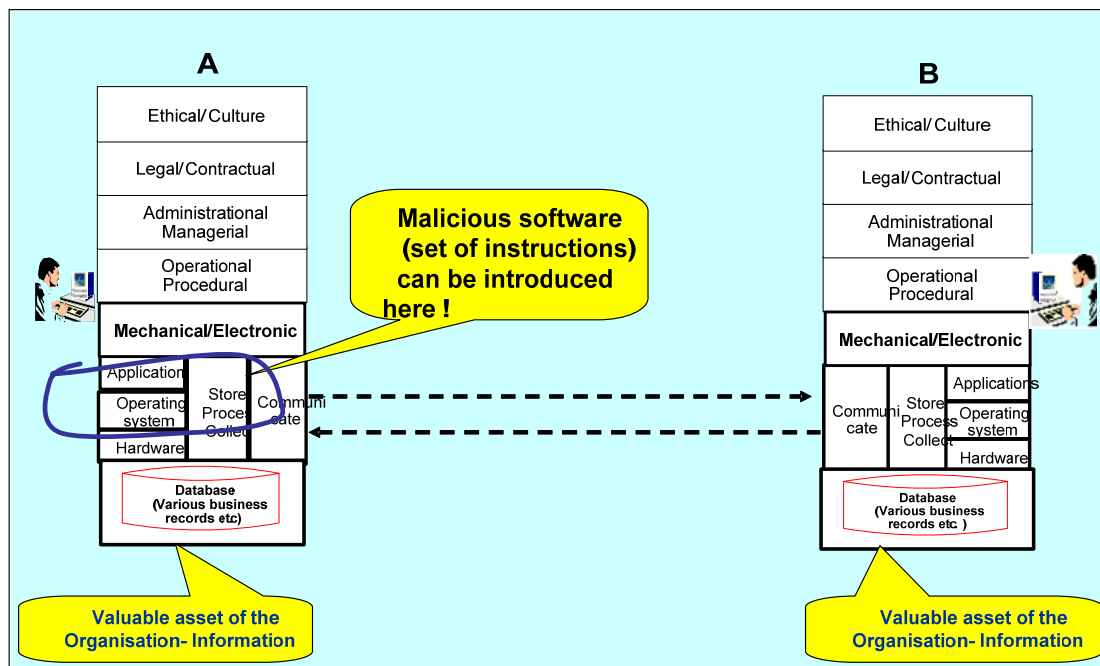 A
Ethical/Culture
Legal/Contractual
Administrational
Managerial
Operational
Procedural
Mechanical/Electronic
Application
Operating
system
Hardware
Store
Proces
Collect
Communi
cate
Database
(Various business
records etc)
Valuable asset of the
Organisation- Information
Malicious software
(set of instructions)
can be introduced
here !
B
Ethical/Culture
Legal/Contractual
Administrational
Managerial
Operational
Procedural
Mechanical/Electronic
Communi
cate
Store
Process
Collect
Applications
Operating
system
Hardware
Database
(Various business
records etc. )
Valuable asset of the
Organisation- Information